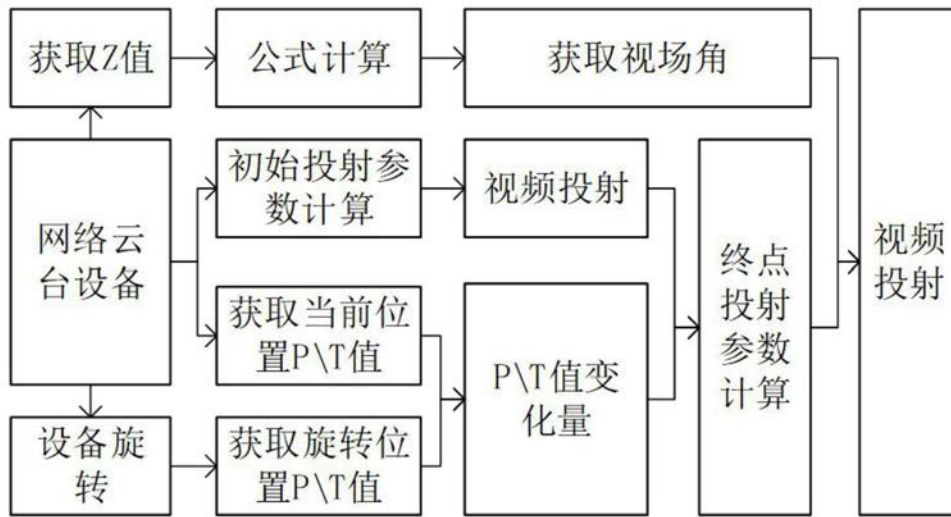 获取Z值
公式计算
获取视场角
网络云
台设备
初始投射参
数计算
视频投射
获取当前位
置P\T值
设备旋
转
获取旋转位
置P\T值
P\T值变
化量
终点
投射
参数
计算
视频
投射